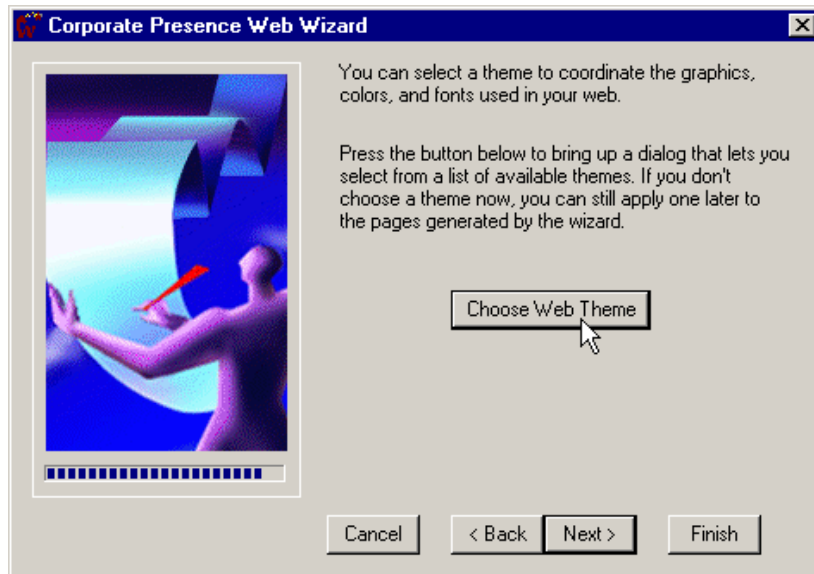 Corporate Presence Web Wizard
You can select a theme to coordinate the graphics,
colors, and fonts used in your web.
Press the button below to bring up a dialog that lets you
select from a list of available themes. If you don't
choose a theme now, you can still apply one later to
the pages generated by the wizard.
Choose Web Theme
Cancel
< Back
Next >
Finish